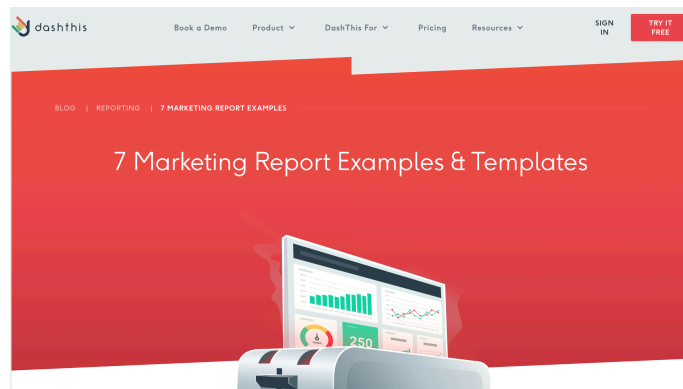 dashthis
Book a Demo Product DashThis For Pricing Resources SIGN IN TRY IT FREE
BLOG | REPORTING | 7 MARKETING REPORT EXAMPLES
7 Marketing Report Examples & Templates
6
250